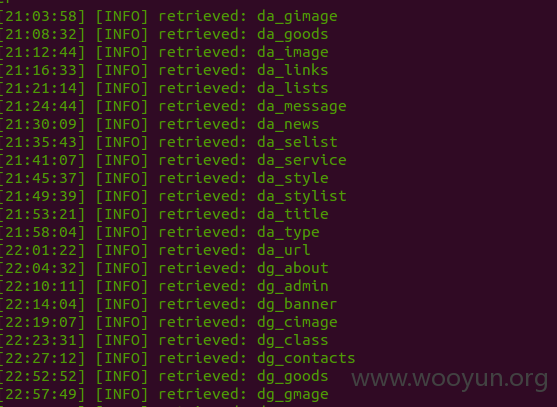 [21:03:58] [INFO] retrieved: da_gimage
[21:08:32] [INFO] retrieved: da_goods
[21:12:44] [INFO] retrieved: da_image
[21:16:33] [INFO] retrieved: da_links
[21:21:14] [INFO] retrieved: da_lists
[21:24:44] [INFO] retrieved: da_message
[21:30:09] [INFO] retrieved: da_news
[21:35:43] [INFO] retrieved: da_selist
[21:41:07] [INFO] retrieved: da_service
[21:45:37] [INFO] retrieved: da_style
[21:49:39] [INFO] retrieved: da_stylist
[21:53:21] [INFO] retrieved: da_title
[21:58:04] [INFO] retrieved: da_type
[22:01:22] [INFO] retrieved: da_url
[22:04:32] [INFO] retrieved: dg_about
[22:10:11] [INFO] retrieved: dg_admin
[22:14:04] [INFO] retrieved: dg_banner
[22:19:07] [INFO] retrieved: dg_cimage
[22:23:31] [INFO] retrieved: dg_class
[22:27:12] [INFO] retrieved: dg_contacts
[22:52:52] [INFO] retrieved: dg_goods
[22:57:49] [INFO] retrieved: dg_gmage
www.wooyun.org